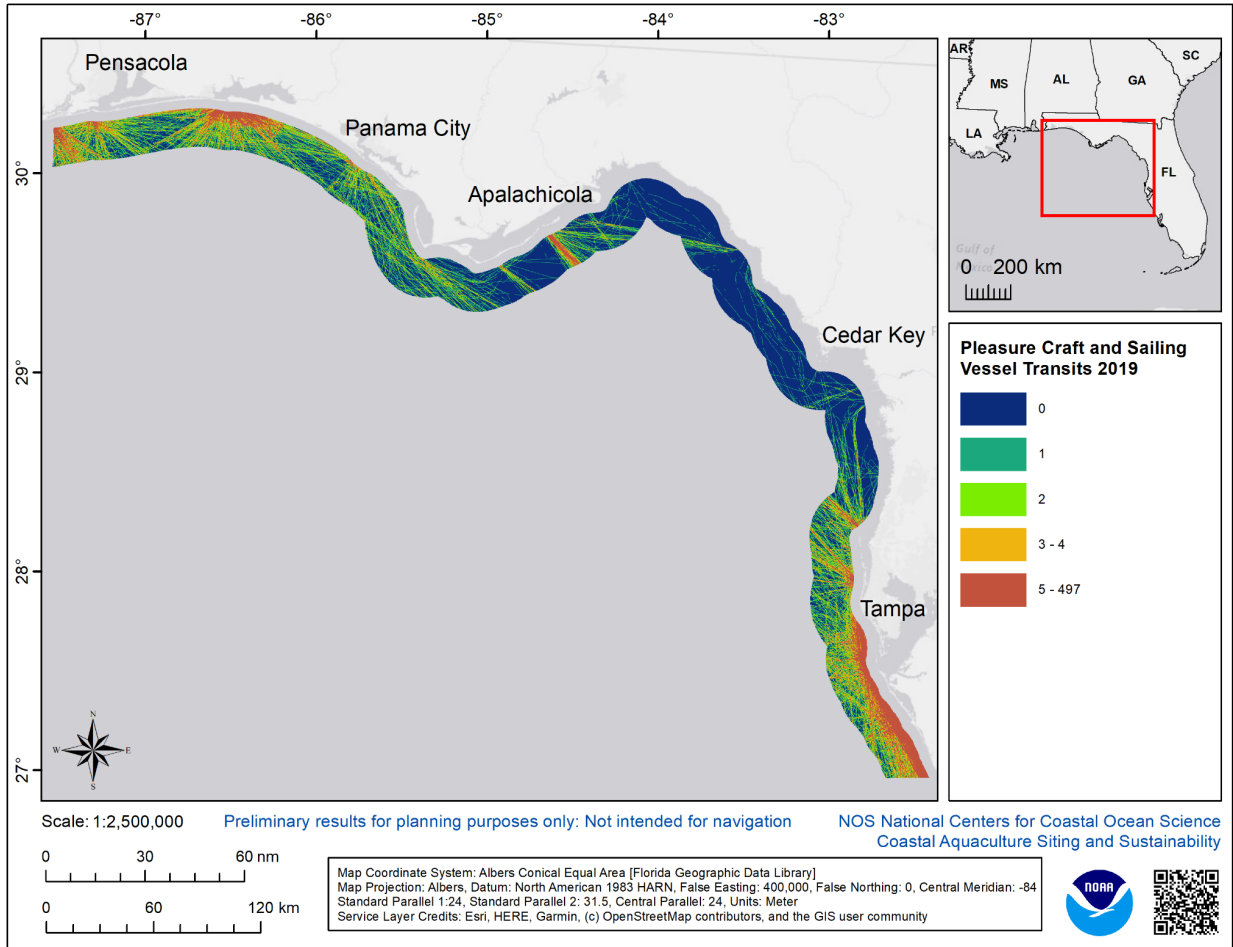 -87°
-86°
-85°
-84°
-83°
30°
29°
28°
27°
Pensacola
Panama City
Apalachicola
Cedar Key
Tampa
N
W
E
S
AR
MS
AL
GA
SC
LA
FL
Gulf of
0 200 km
Pleasure Craft and Sailing
Vessel Transits 2019
0
1
2
3 - 4
5 - 497
Scale: 1:2,500,000
Preliminary results for planning purposes only: Not intended for navigation
NOS National Centers for Coastal Ocean Science
Coastal Aquaculture Siting and Sustainability
0 30 60 nm
0 60 120 km
Map Coordinate System: Albers Conical Equal Area [Florida Geographic Data Library]
Map Projection: Albers, Datum: North American 1983 HARN, False Easting: 400,000, False Northing: 0, Central Meridian: -84
Standard Parallel 1:24, Standard Parallel 2: 31.5, Central Parallel: 24, Units: Meter
Service Layer Credits: Esri, HERE, Garmin, (c) OpenStreetMap contributors, and the GIS user community
NOAA